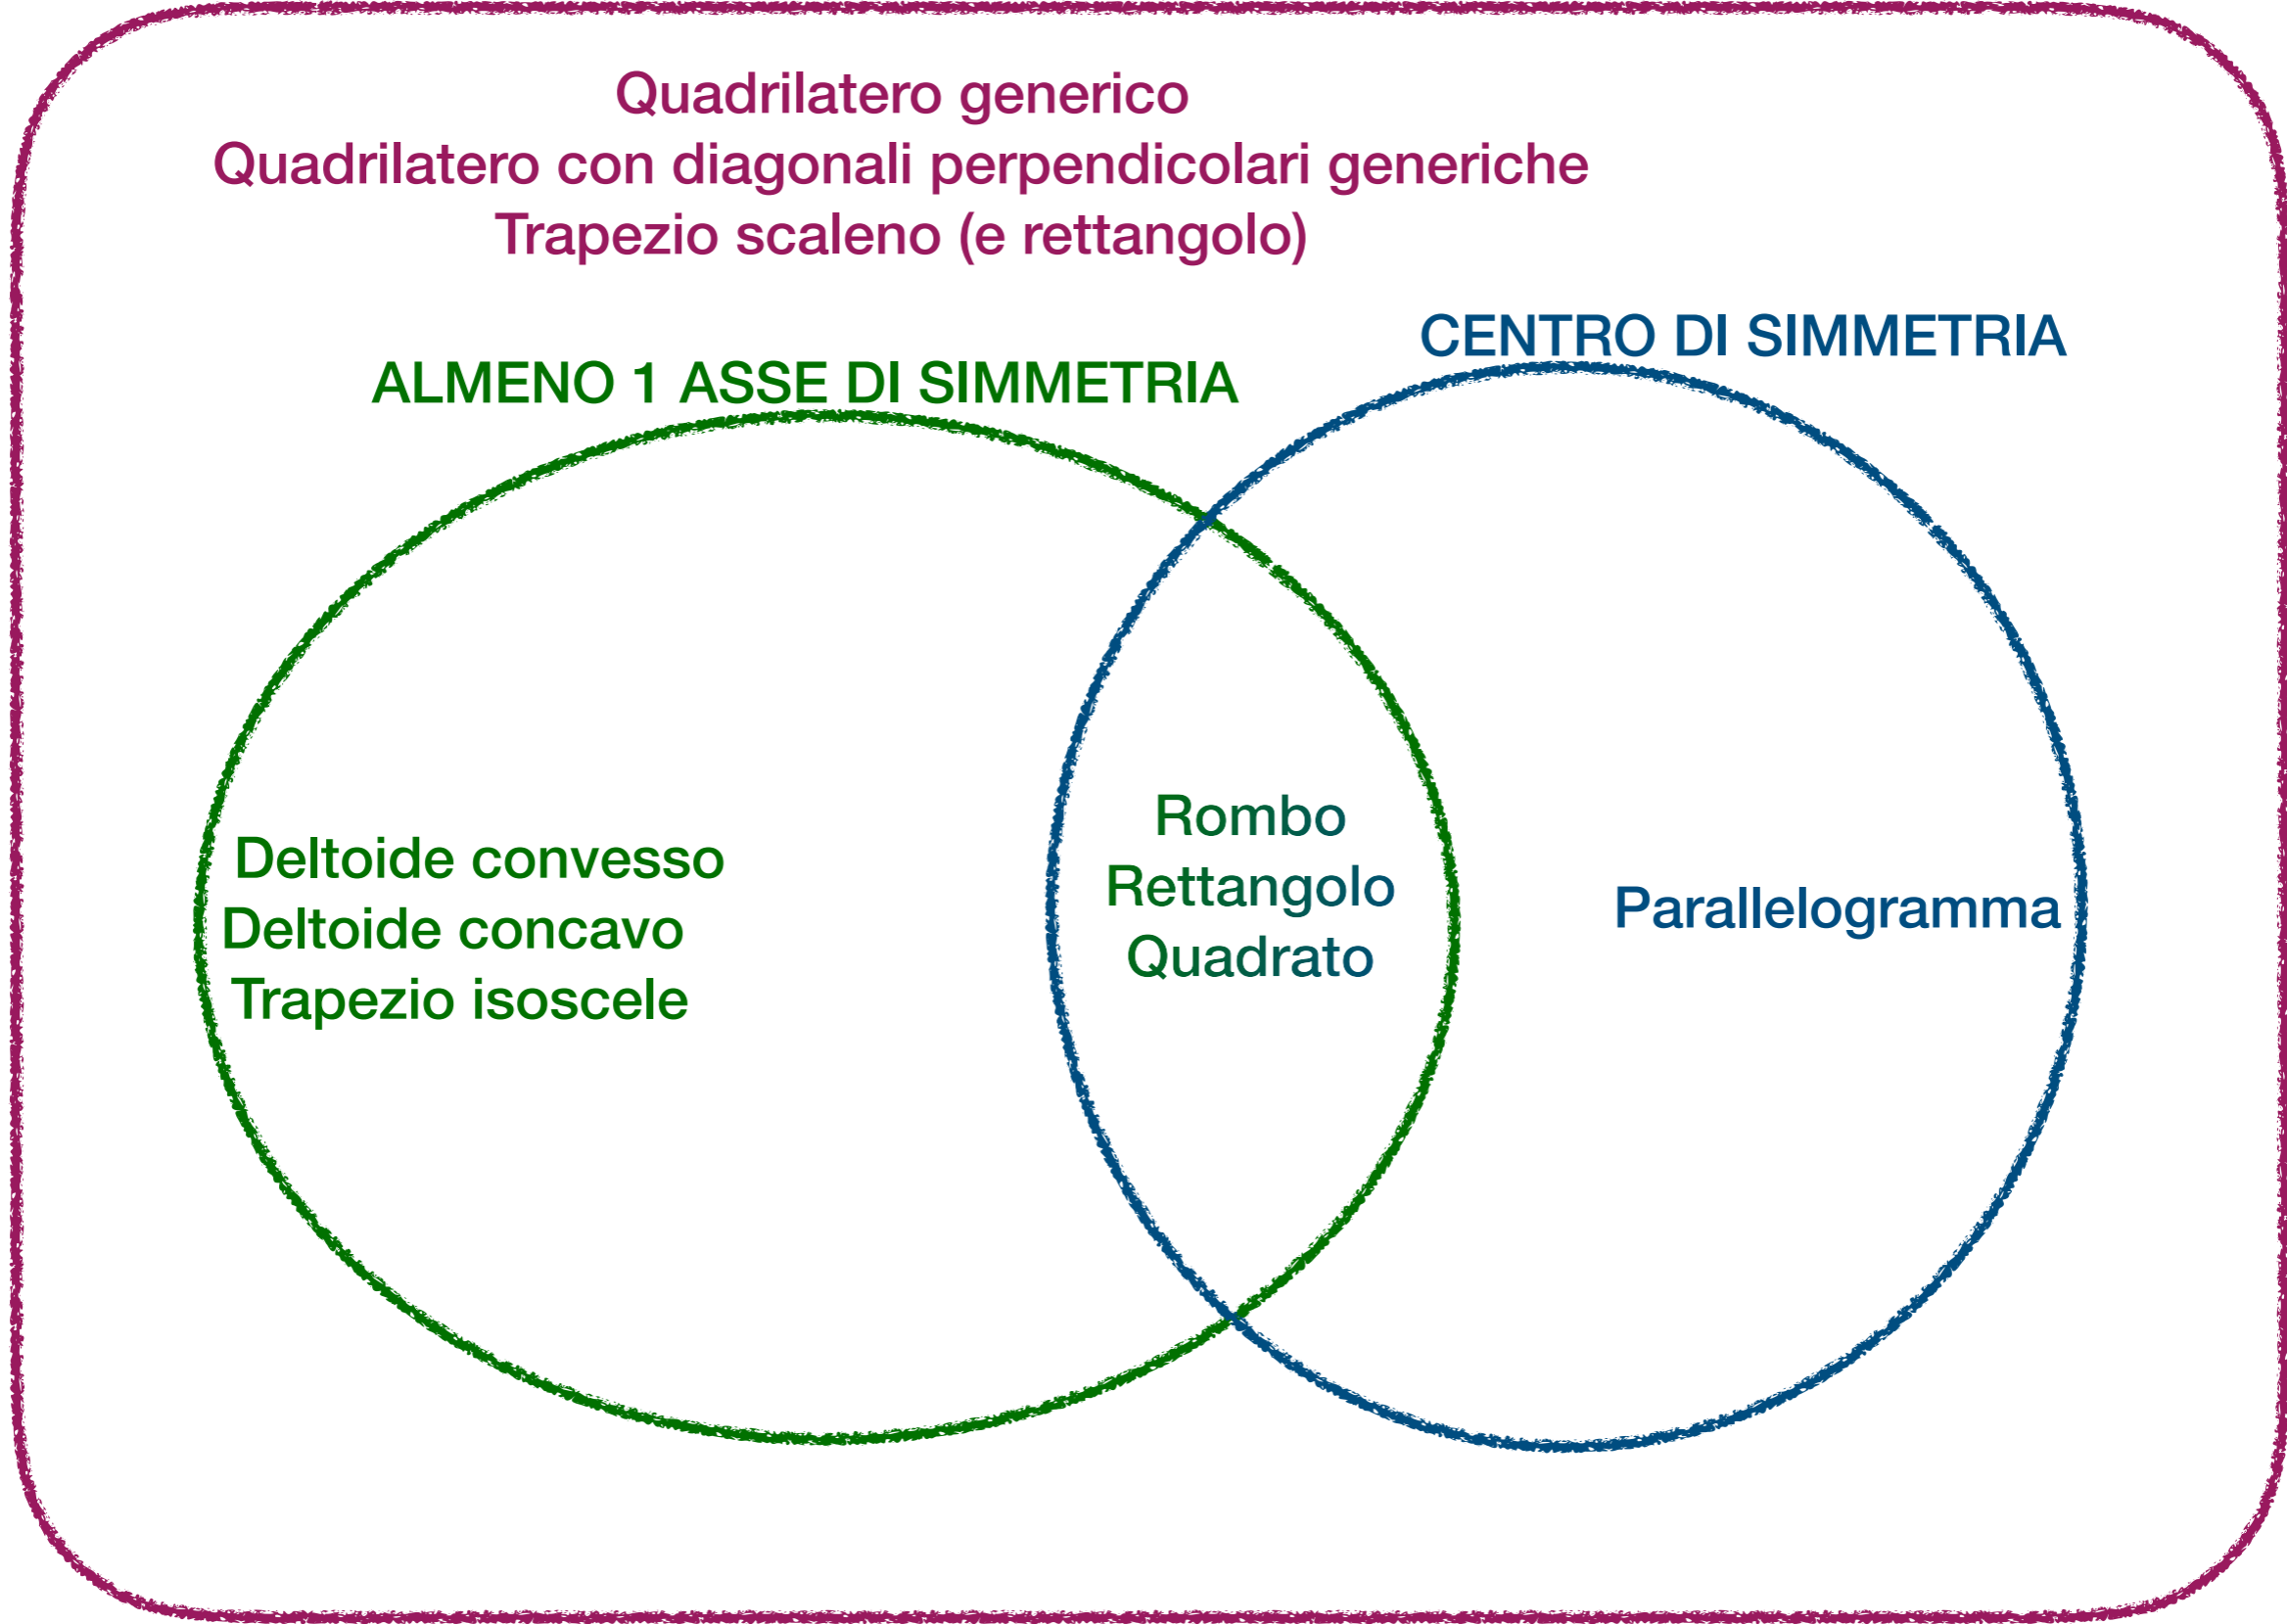 Quadrilatero generico
Quadrilatero con diagonali perpendicolari generiche
Trapezio scaleno (e rettangolo)
CENTRO DI SIMMETRIA
ALMENO 1 ASSE DI SIMMETRIA
Deltoide convesso
Deltoide concavo
Trapezio isoscele
Rombo
Rettangolo
Quadrato
Parallelogramma